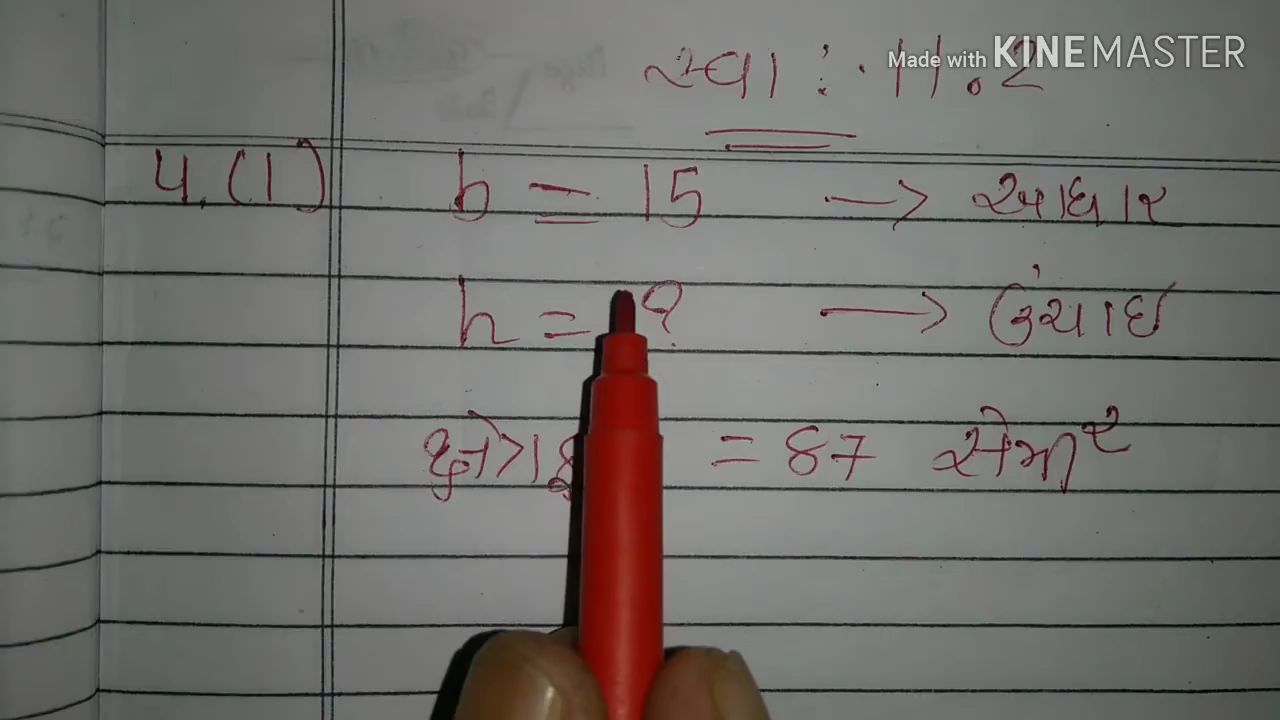 સ્વા : 11.2
Made with KINEMASTER
4.(1) b = 15 → આધાર
h = ? → ઉંચાઈ
= 87 સેમી²